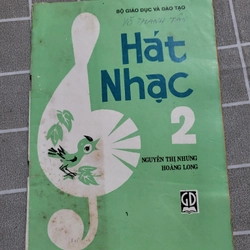 BỘ GIÁO DỤC VÀ ĐÀO TẠO
Hát
Nhạc
2
NGUYỄN THỊ NHUNG
HOÀNG LONG
GD